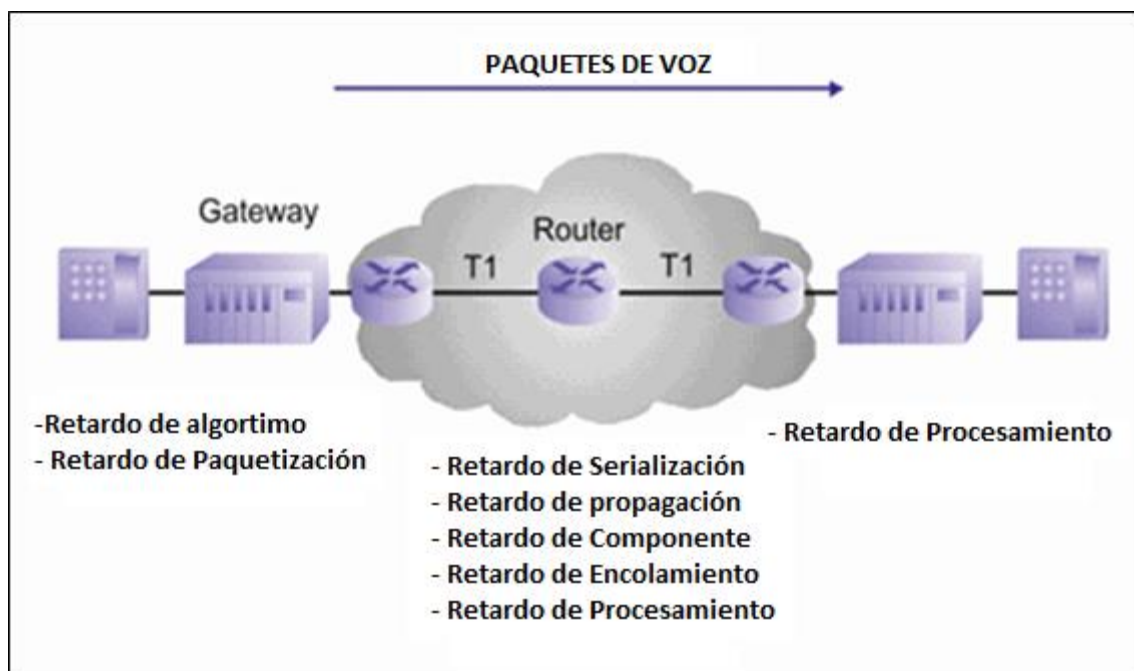 PAQUETES DE VOZ
Gateway
Router
T1
T1
-Retardo de algortimo
- Retardo de Paquetización
- Retardo de Serialización
- Retardo de propagación
- Retardo de Componente
- Retardo de Encolamiento
- Retardo de Procesamiento
- Retardo de Procesamiento